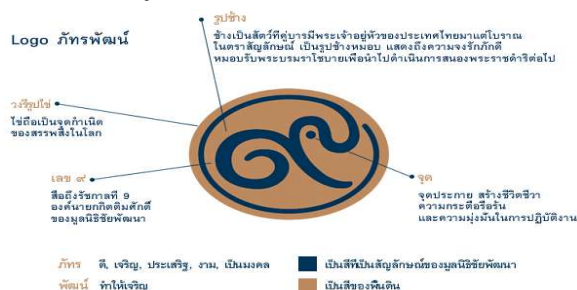 รูปช้าง
ช้างเป็นสัตว์ที่คู่บารมีพระเจ้าอยู่หัวของประเทศไทยมาแต่โบราณ
ในตราสัญลักษณ์ เป็นรูปช้างหมอบ แสดงถึงความจงรักภักดี
หมอบรับพระบรมราโชบายเพื่อนำไปดำเนินการสนองพระราชดำริต่อไป
Logo ภัทรพัฒน์
วงรีรูปไข่
ไข่ถือเป็นจุดกำเนิด
ของสรรพสิ่งในโลก
เลข ๙
สื่อถึงรัชกาลที่ 9
องค์นายกกิตติมศักดิ์
ของมูลนิธิชัยพัฒนา
จุด
จุดประกาย สร้างชีวิตชีวา
ความกระตือรือร้น
และความมุ่งมั่นในการปฏิบัติงาน
ภัทร ดี, เจริญ, ประเสริฐ, งาม, เป็นมงคล
พัฒน์ ทำให้เจริญ
เป็นสีที่เป็นสัญลักษณ์ของมูลนิธิชัยพัฒนา
เป็นสีของพื้นดิน